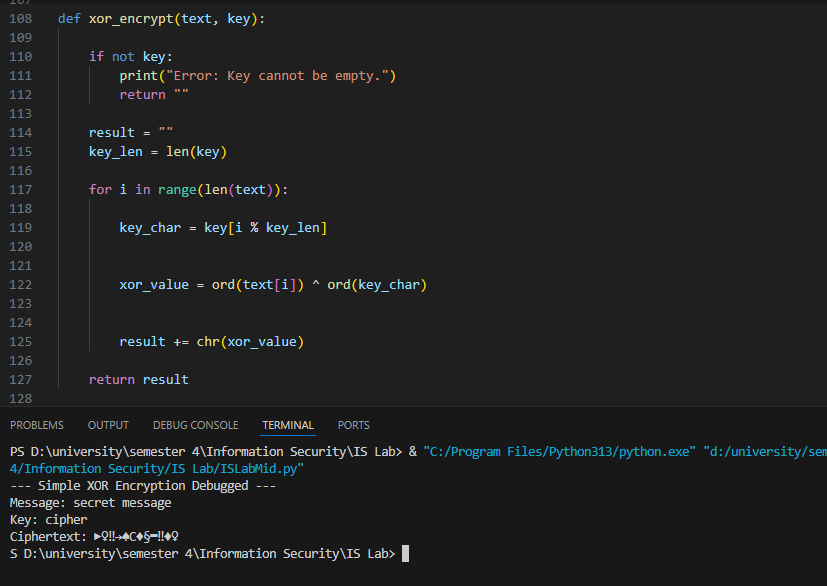 107
108 def xor_encrypt(text, key):
109
110 if not key:
111 print("Error: Key cannot be empty.")
112 return ""
113
114 result = ""
115 key_len = len(key)
116
117 for i in range(len(text)):
118
119 key_char = key[i % key_len]
120
121
122 xor_value = ord(text[i]) ^ ord(key_char)
123
124
125 result += chr(xor_value)
126
127 return result
128
PROBLEMS OUTPUT DEBUG CONSOLE TERMINAL PORTS
PS D:\university\semester 4\Information Security\IS Lab> & "C:/Program Files/Python313/python.exe" "d:/university/sem
4/Information Security/IS Lab/ISLabMid.py"
--- Simple XOR Encryption Debugged ---
Message: secret message
Key: cipher
Ciphertext: ►♀‼→♠C♦§▬‼♦♀
S D:\university\semester 4\Information Security\IS Lab>